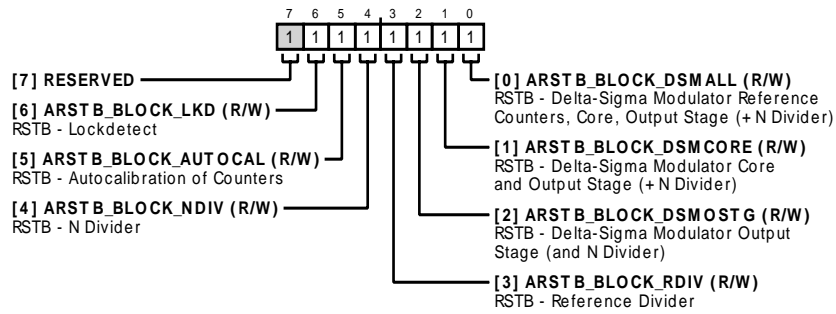 7 6 5 4 3 2 1 0
1 1 1 1 1 1 1 1
[7] RESERVED
[6] ARSTB_BLOCK_LKD (R/W)
RSTB - Lockdetect
[5] ARSTB_BLOCK_AUTOCAL (R/W)
RSTB - Autocalibration of Counters
[4] ARSTB_BLOCK_NDIV (R/W)
RSTB - N Divider
[0] ARSTB_BLOCK_DSMALL (R/W)
RSTB - Delta-Sigma Modulator Reference
Counters, Core, Output Stage (+ N Divider)
[1] ARSTB_BLOCK_DSMCORE (R/W)
RSTB - Delta-Sigma Modulator Core
and Output Stage (+ N Divider)
[2] ARSTB_BLOCK_DSMOSTG (R/W)
RSTB - Delta-Sigma Modulator Output
Stage (and N Divider)
[3] ARSTB_BLOCK_RDIV (R/W)
RSTB - Reference Divider